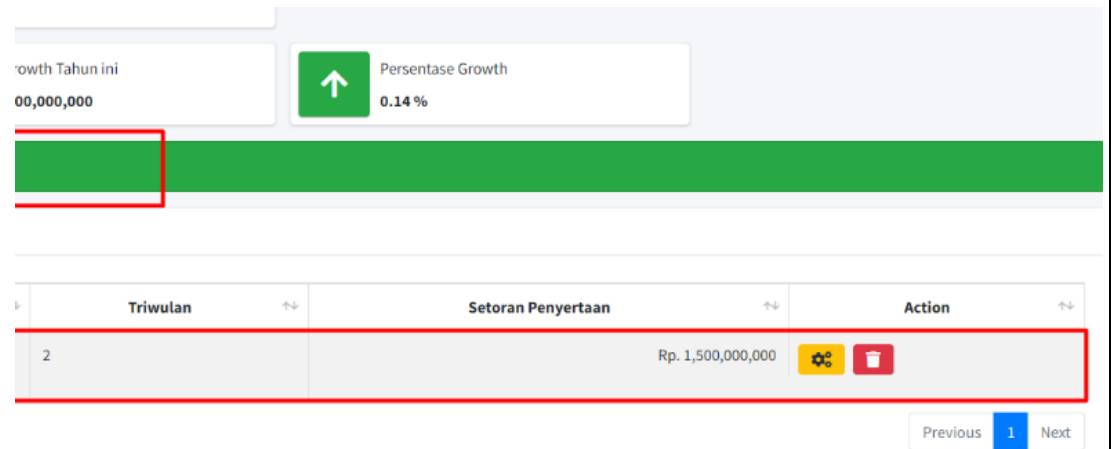 rowth Tahun ini
00,000,000
Persentase Growth
0.14 %
Triwulan
Setoran Penyertaan
Action
2
Rp. 1,500,000,000
Previous
1
Next